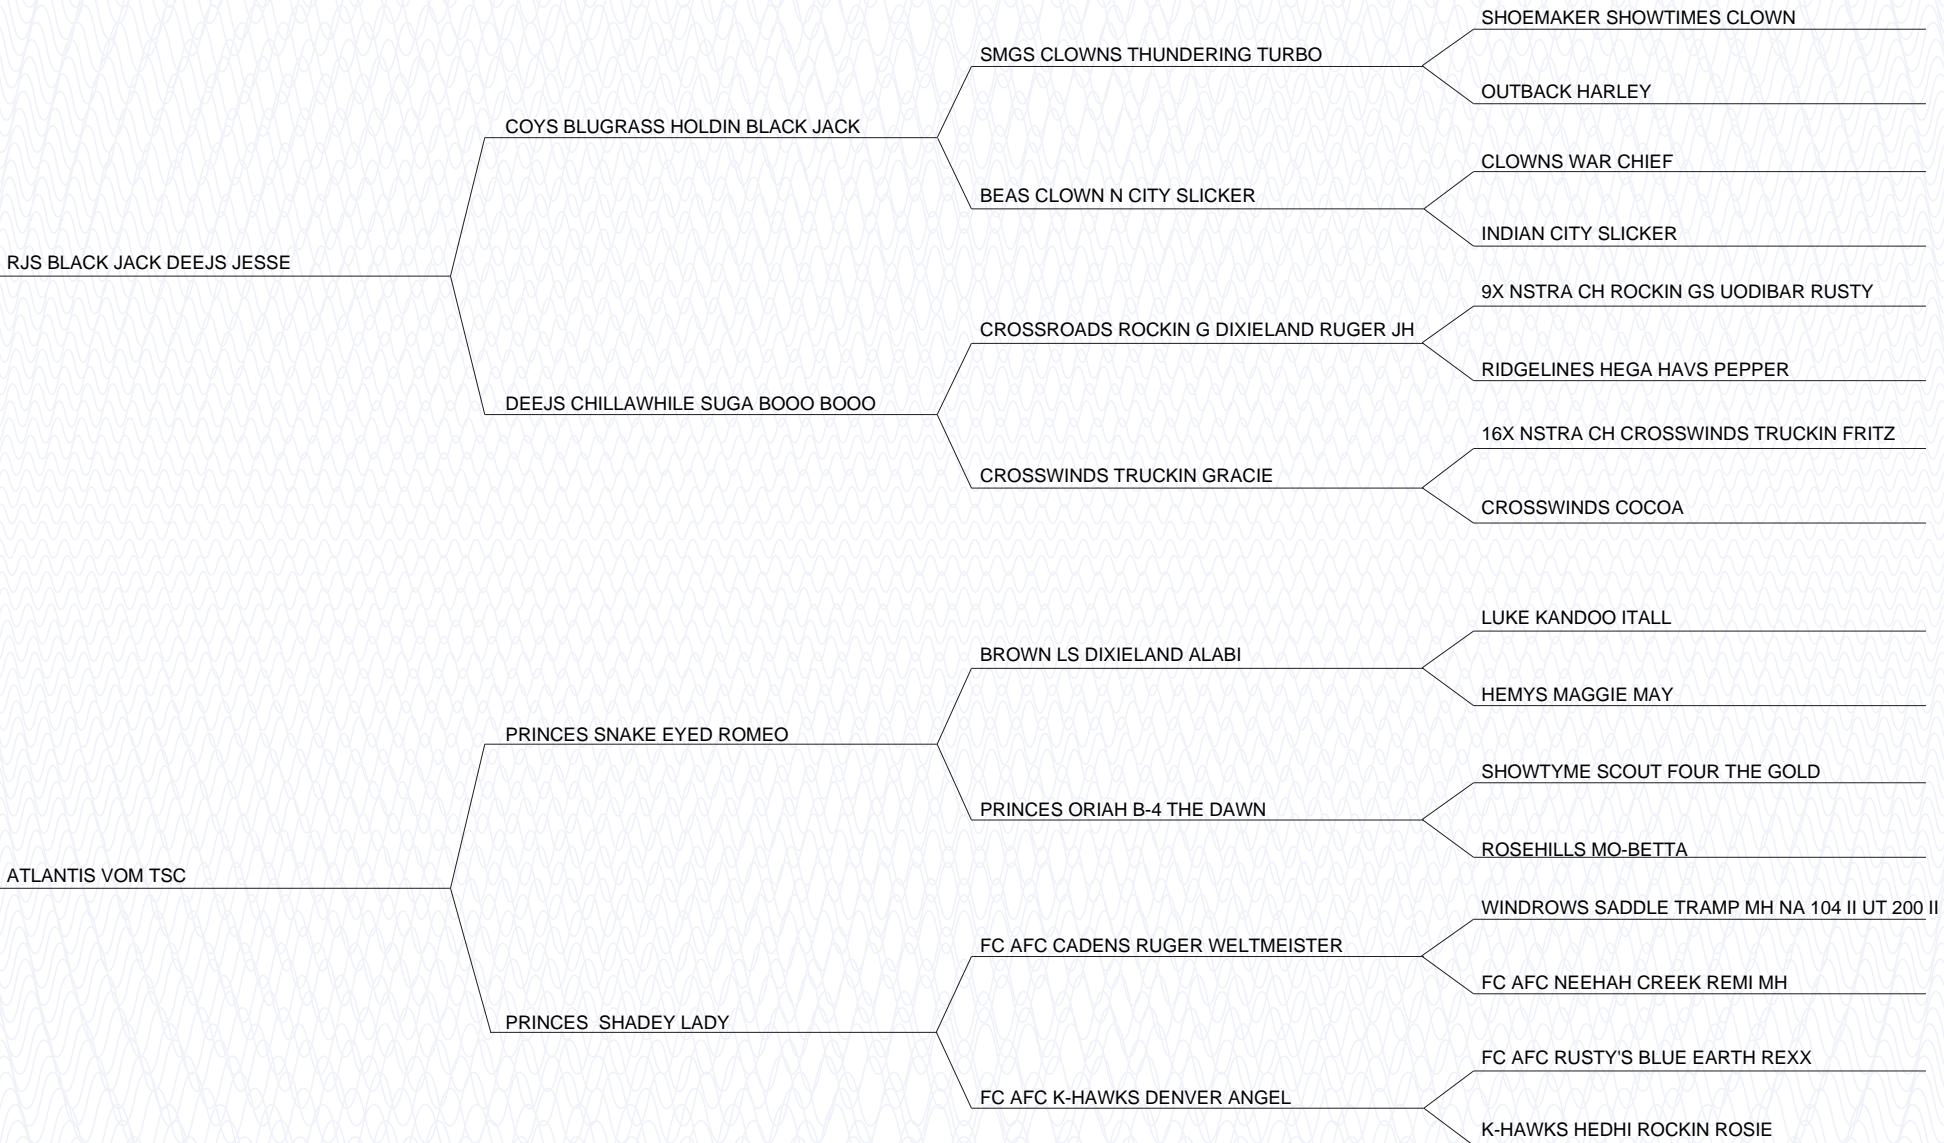 SHOEMAKER SHOWTIMES CLOWN
SMGS CLOWNS THUNDERING TURBO
OUTBACK HARLEY
COYS BLUGRASS HOLDIN BLACK JACK
CLOWNS WAR CHIEF
BEAS CLOWN N CITY SLICKER
INDIAN CITY SLICKER
RJS BLACK JACK DEEJS JESSE
9X NSTRA CH ROCKIN GS UODIBAR RUSTY
CROSSROADS ROCKIN G DIXIELAND RUGER JH
RIDGELINES HEGA HAVS PEPPER
DEEJS CHILLAWHILE SUGA BOOO BOOO
16X NSTRA CH CROSSWINDS TRUCKIN FRITZ
CROSSWINDS TRUCKIN GRACIE
CROSSWINDS COCOA
LUKE KANDOO ITALL
BROWN LS DIXIELAND ALABI
HEMYS MAGGIE MAY
PRINCES SNAKE EYED ROMEO
SHOWTYME SCOUT FOUR THE GOLD
PRINCES ORIAH B-4 THE DAWN
ROSEHILLS MO-BETTA
ATLANTIS VOM TSC
WINDROWS SADDLE TRAMP MH NA 104 II UT 200 II
FC AFC CADENS RUGER WELTMEISTER
FC AFC NEEHAH CREEK REMI MH
PRINCES  SHADEY LADY
FC AFC RUSTY'S BLUE EARTH REXX
FC AFC K-HAWKS DENVER ANGEL
K-HAWKS HEDHI ROCKIN ROSIE